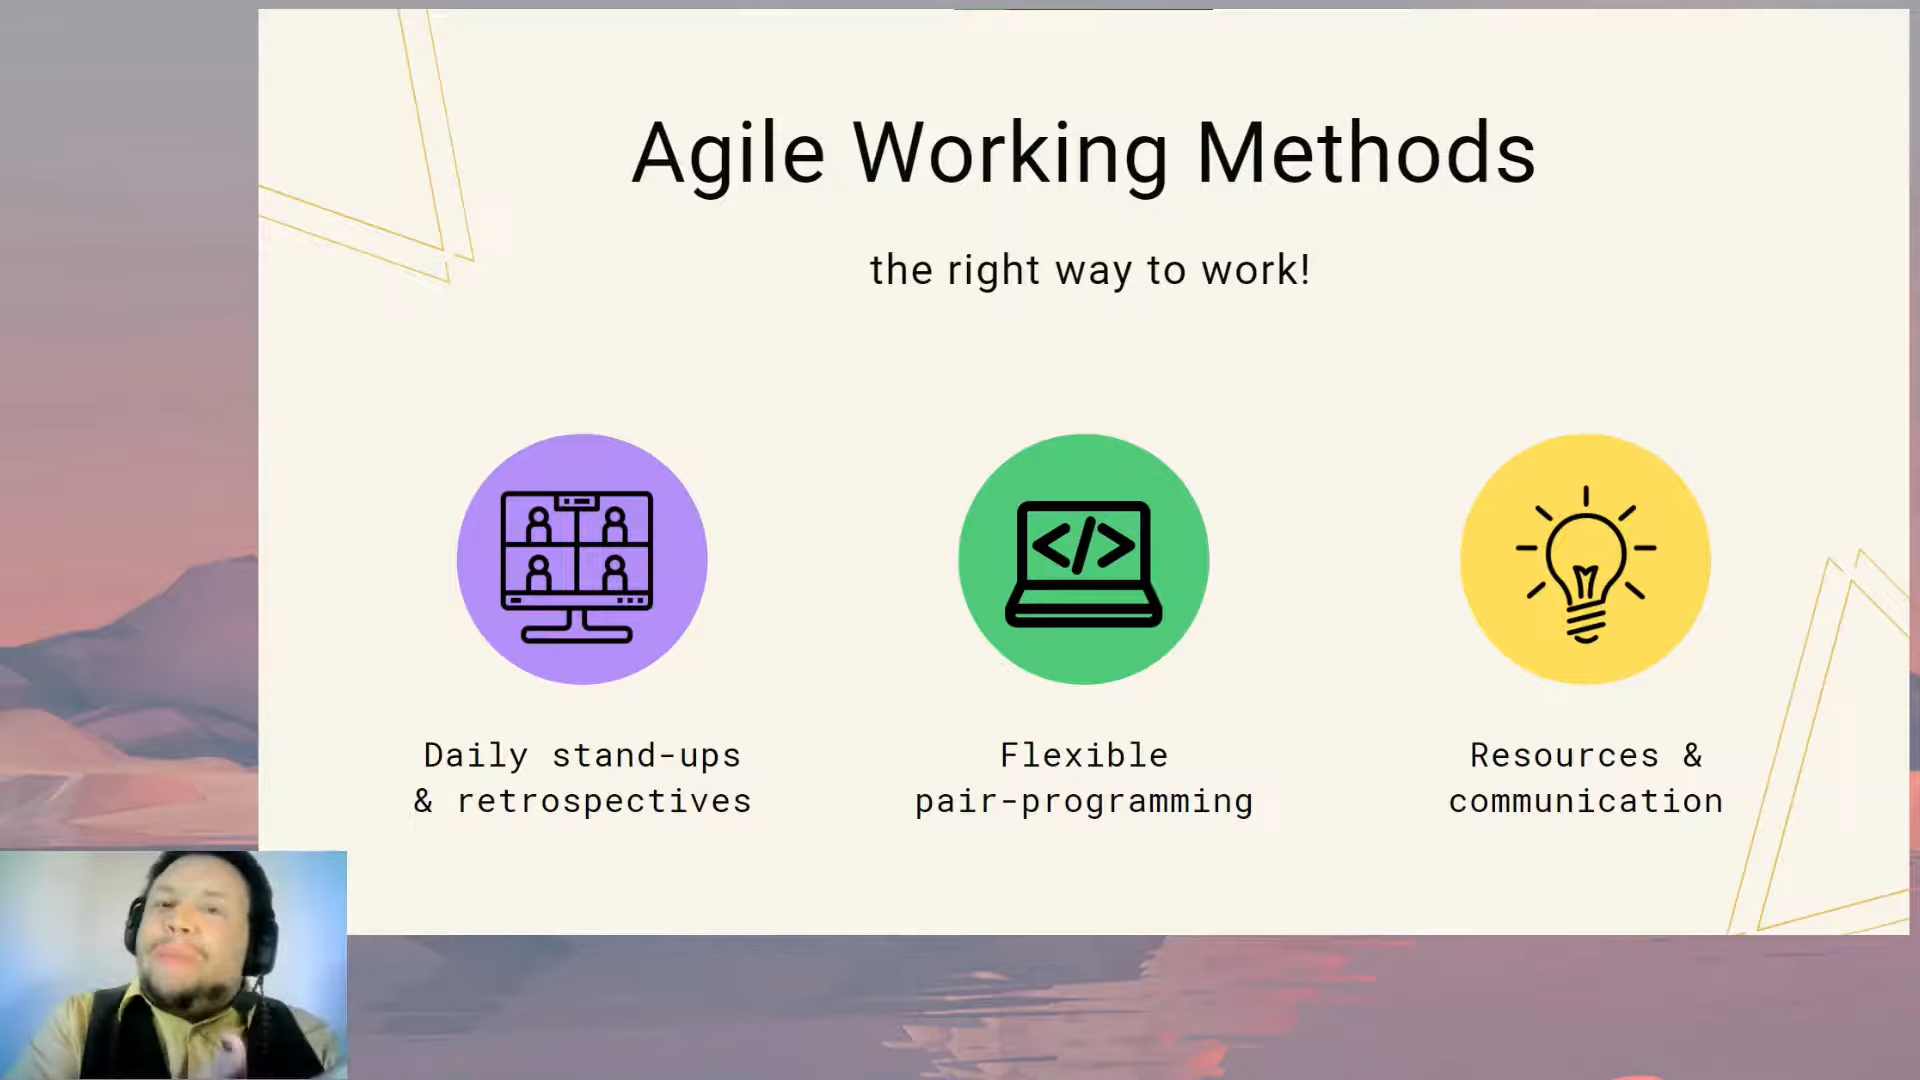 Agile Working Methods
the right way to work!
Daily stand-ups
& retrospectives
Flexible
pair-programming
Resources &
communication